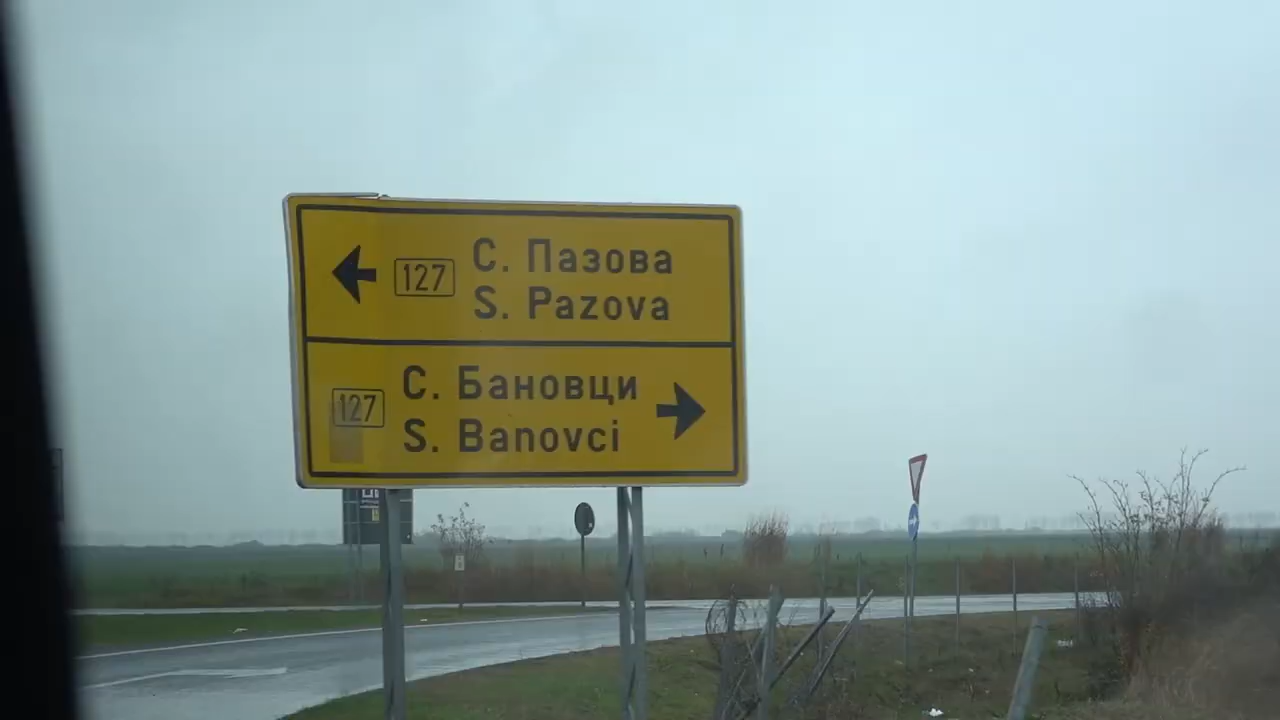 127
С. Пазова
S. Pazova
127
С. Бановци
S. Banovci